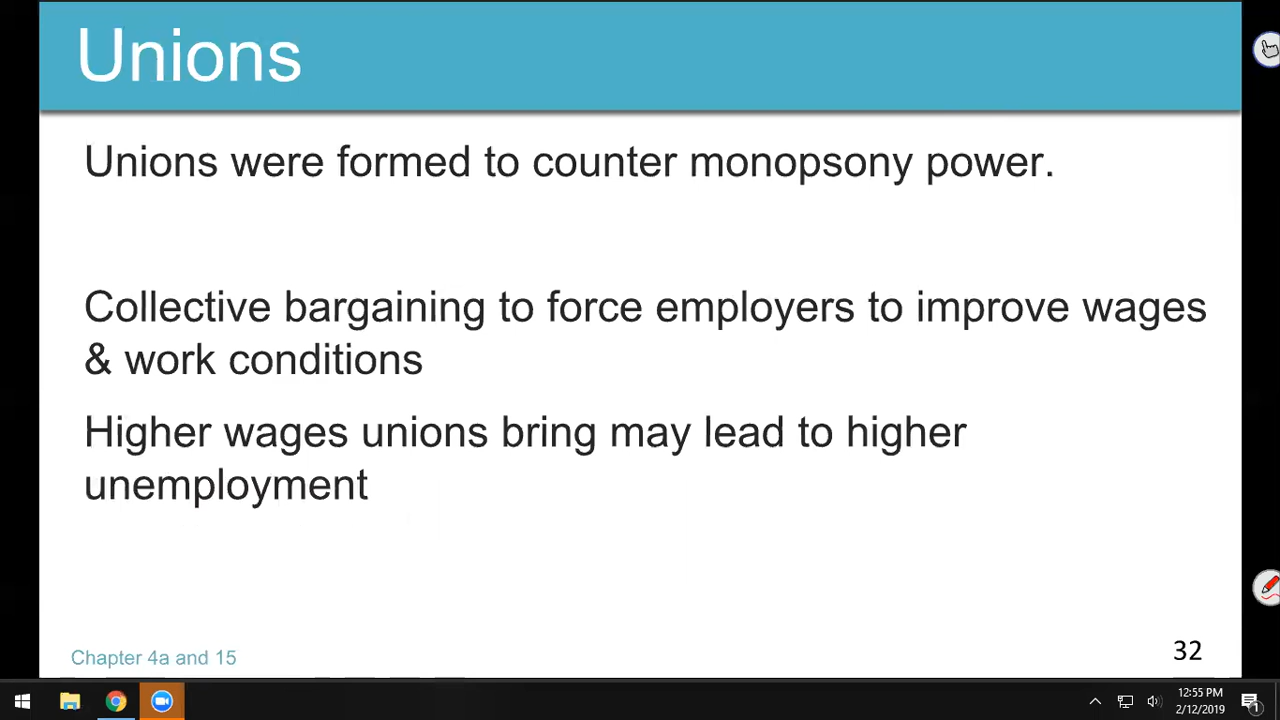 Unions
Unions were formed to counter monopsony power.
Collective bargaining to force employers to improve wages
& work conditions
Higher wages unions bring may lead to higher
unemployment
Chapter 4a and 15
32
12:55 PM
2/12/2019
1